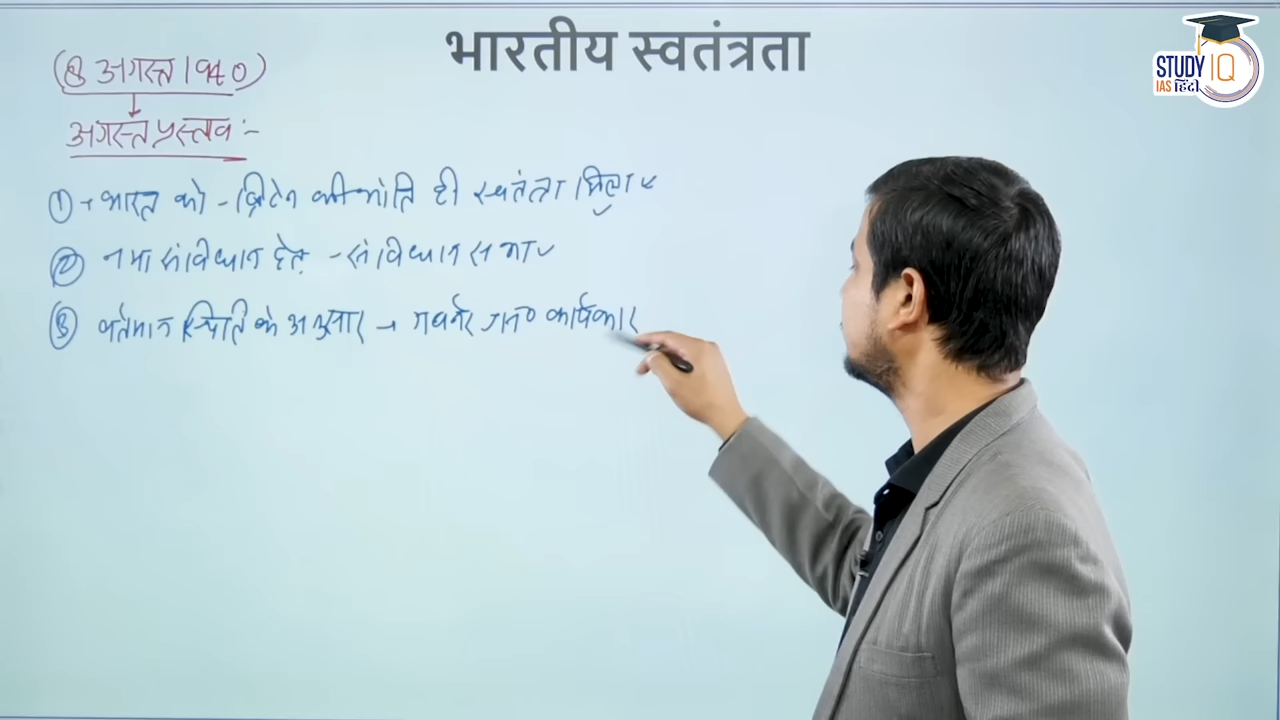 भारतीय स्वतंत्रता
STUDY IQ
IAS हिंदी
(8 अगस्त 1940)
अगस्त प्रस्ताव :-
① → भारत को - ब्रिटेन की भांति ही स्वतंत्रता
② नया संविधान हेतु - संविधान सभा
③ वर्तमान स्थिति के अनुसार → गवर्नर जन० कार्यकार